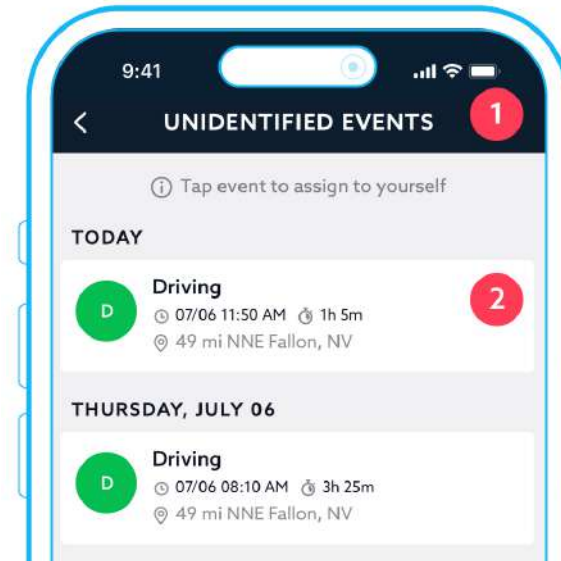 9:41
UNIDENTIFIED EVENTS
1
Tap event to assign to yourself
TODAY
D
Driving
07/06 11:50 AM 1h 5m
49 mi NNE Fallon, NV
2
THURSDAY, JULY 06
D
Driving
07/06 08:10 AM 3h 25m
49 mi NNE Fallon, NV